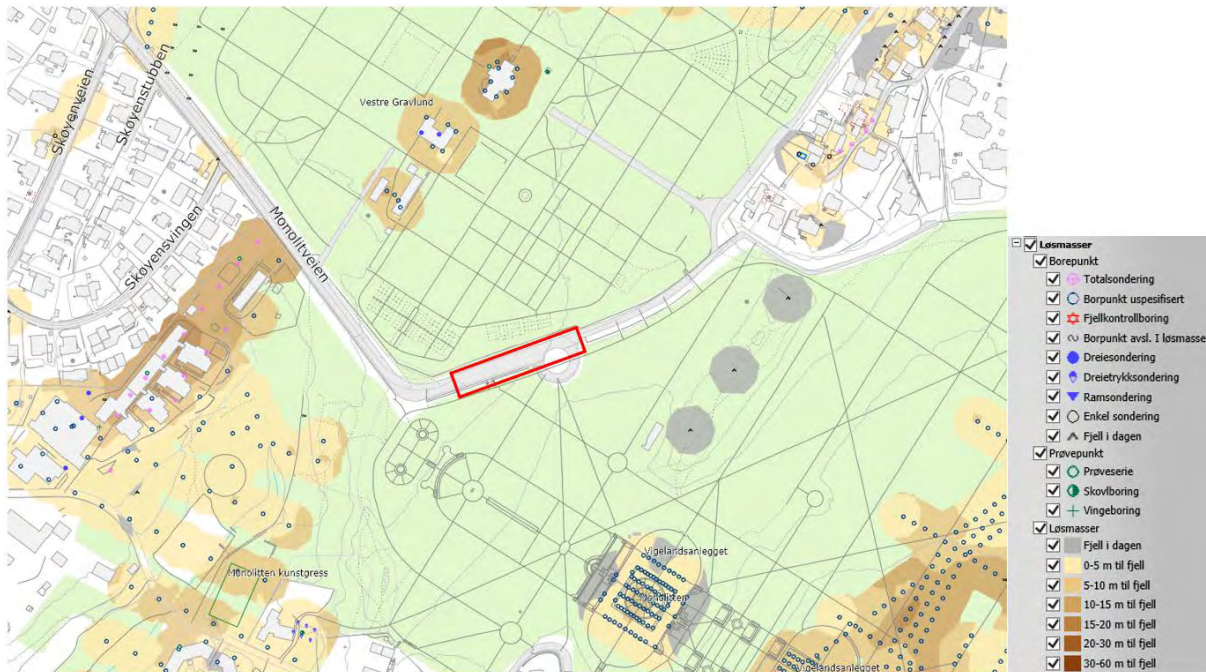 Skøyenveien
Skøyenstubben
Vestre Gravlund
Skøyensvingen
Monolitveien
Vigelandsanlegget
Monolitten
Monolitten kunstgress
Vigelandsanlegget
Løsmasser
Borepunkt
Totalsondering
Borpunkt uspesifisert
Fjellkontrollboring
Borpunkt avsl. I løsmasse
Dreiesondering
Dreietrykksondering
Ramsondering
Enkel sondering
Fjell i dagen
Prøvepunkt
Prøveserie
Skovlboring
Vingeboring
Løsmasser
Fjell i dagen
0-5 m til fjell
5-10 m til fjell
10-15 m til fjell
15-20 m til fjell
20-30 m til fjell
30-60 m til fjell